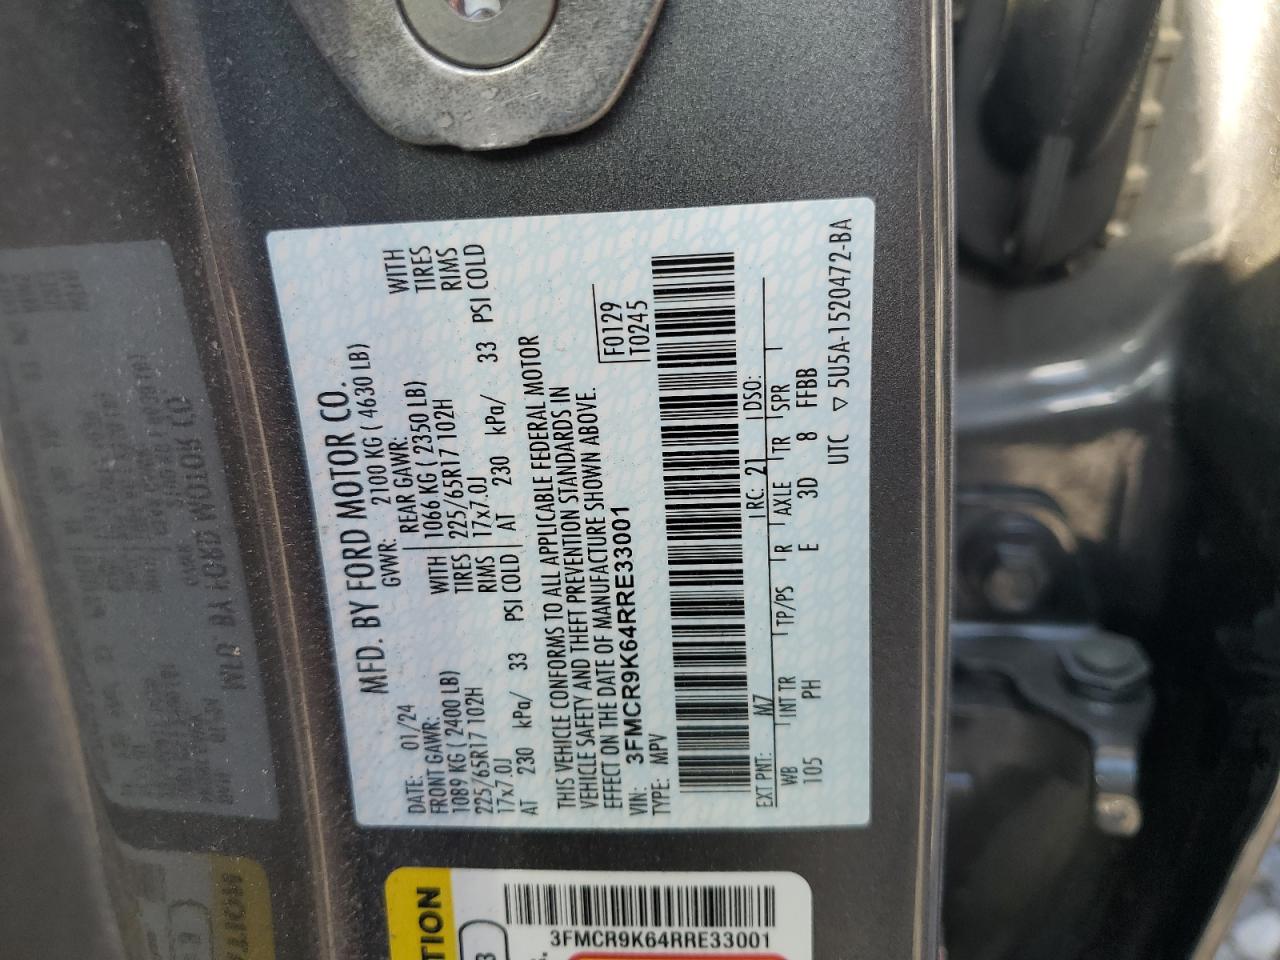 MFD. BY FORD MOTOR CO.
DATE: 01/24 GVWR: 2100 KG ( 4630 LB)
FRONT GAWR: REAR GAWR:
1089 KG ( 2400 LB) WITH 1066 KG ( 2350 LB) WITH
225/65R17 102H TIRES 225/65R17 102H TIRES
17x7.0J RIMS 17x7.0J RIMS
AT 230 kPa/ 33 PSI COLD AT 230 kPa/ 33 PSI COLD
THIS VEHICLE CONFORMS TO ALL APPLICABLE FEDERAL MOTOR
VEHICLE SAFETY AND THEFT PREVENTION STANDARDS IN
EFFECT ON THE DATE OF MANUFACTURE SHOWN ABOVE.
VIN: 3FMCR9K64RRE33001 F0129
TYPE: MPV T0245
EXT PNT: M7 RC: 21 DSO:
WB INT TR TP/PS R AXLE TR SPR
105 PH E 3D 8 FFBB
UTC ▽ 5U5A-1520472-BA
TION
3FMCR9K64RRE33001